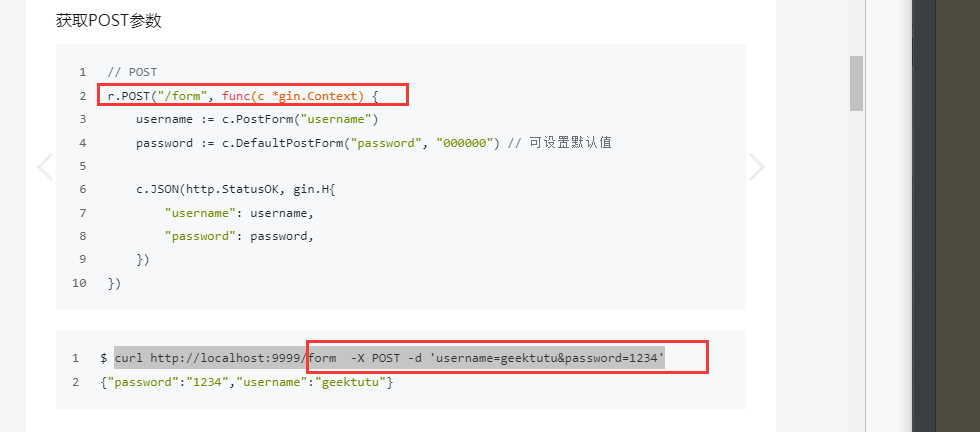 获取POST参数
1 // POST
2 r.POST("/form", func(c *gin.Context) {
3 username := c.PostForm("username")
4 password := c.DefaultPostForm("password", "000000") // 可设置默认值
5
6 c.JSON(http.StatusOK, gin.H{
7 "username": username,
8 "password": password,
9 })
10 })
1 $ curl http://localhost:9999/form  -X POST -d 'username=geektutu&password=1234'
2 {"password":"1234","username":"geektutu"}